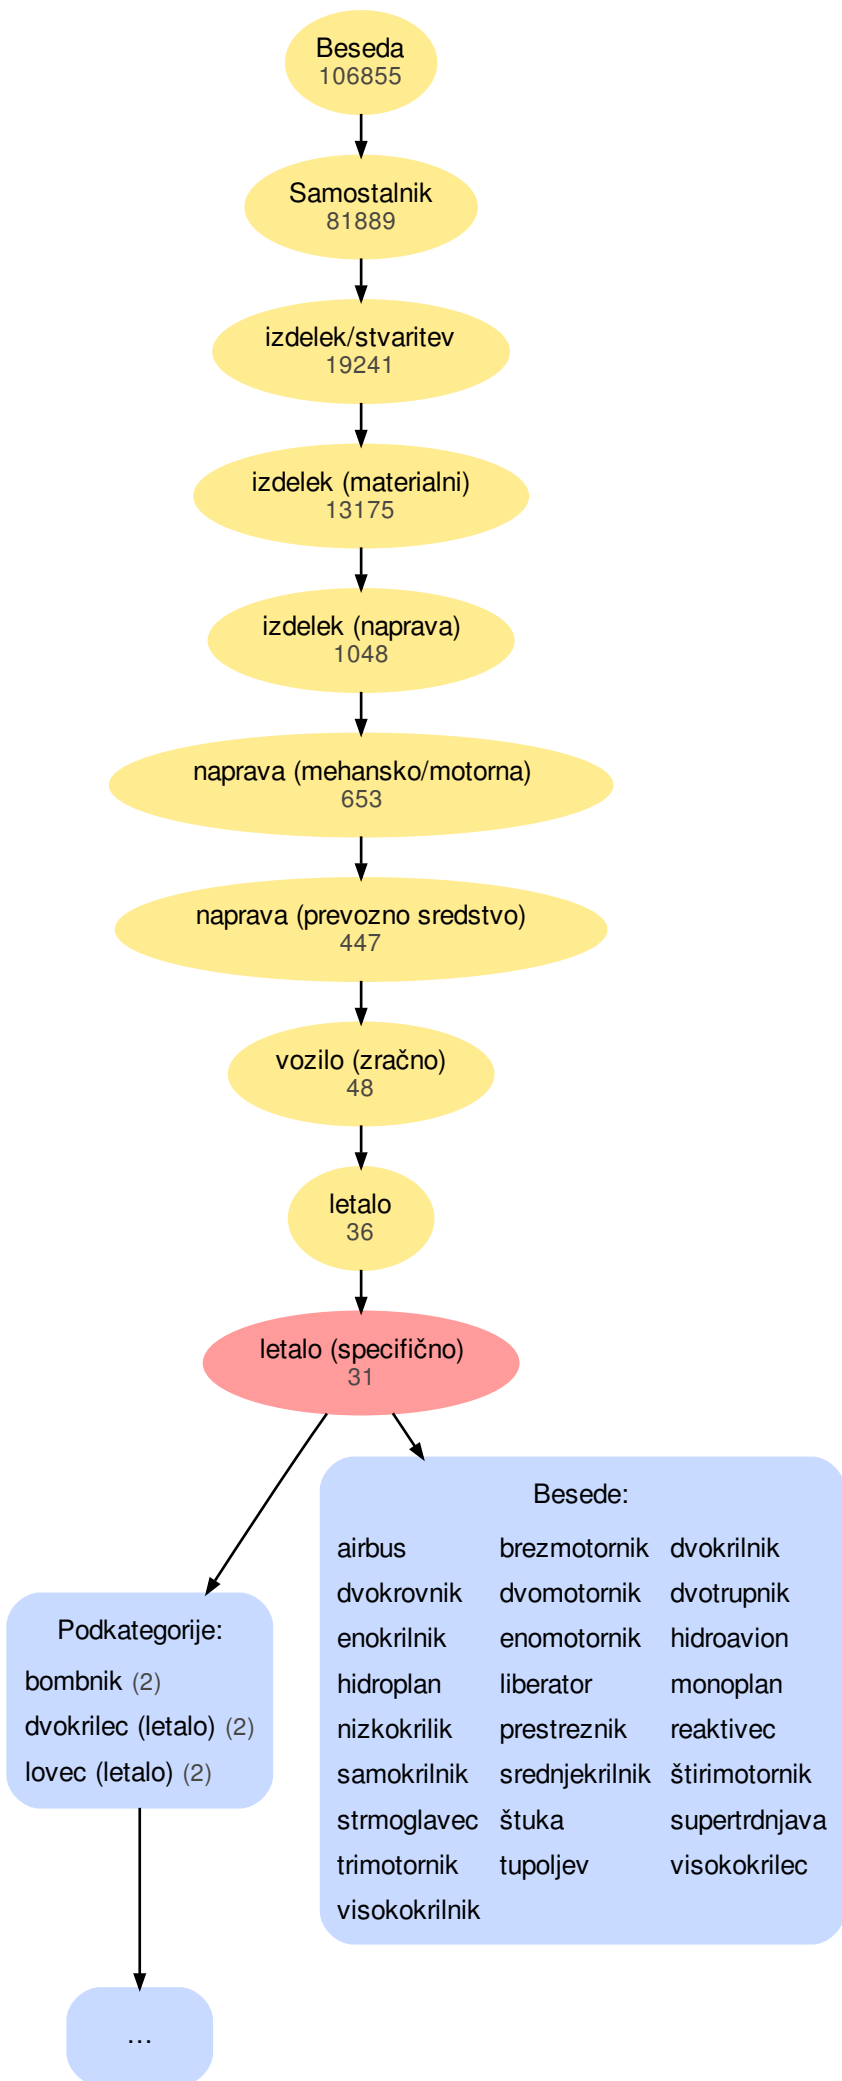 Beseda
106855
Samostalnik
81889
izdelek/stvaritev
19241
izdelek (materialni)
13175
izdelek (naprava)
1048
naprava (mehansko/motorna)
653
naprava (prevozno sredstvo)
447
vozilo (zračno)
48
letalo
36
letalo (specifično)
31
Besede:
airbus brezmotornik dvokrilnik
dvokrovnik dvomotornik dvotrupnik
enokrilnik enomotornik hidroavion
hidroplan liberator monoplan
nizkokrilik prestreznik reaktivec
samokrilnik srednjekrilnik štirimotornik
strmoglavec štuka supertrdnjava
trimotornik tupoljev visokokrilec
visokokrilnik
Podkategorije:
bombnik (2)
dvokrilec (letalo) (2)
lovec (letalo) (2)
...